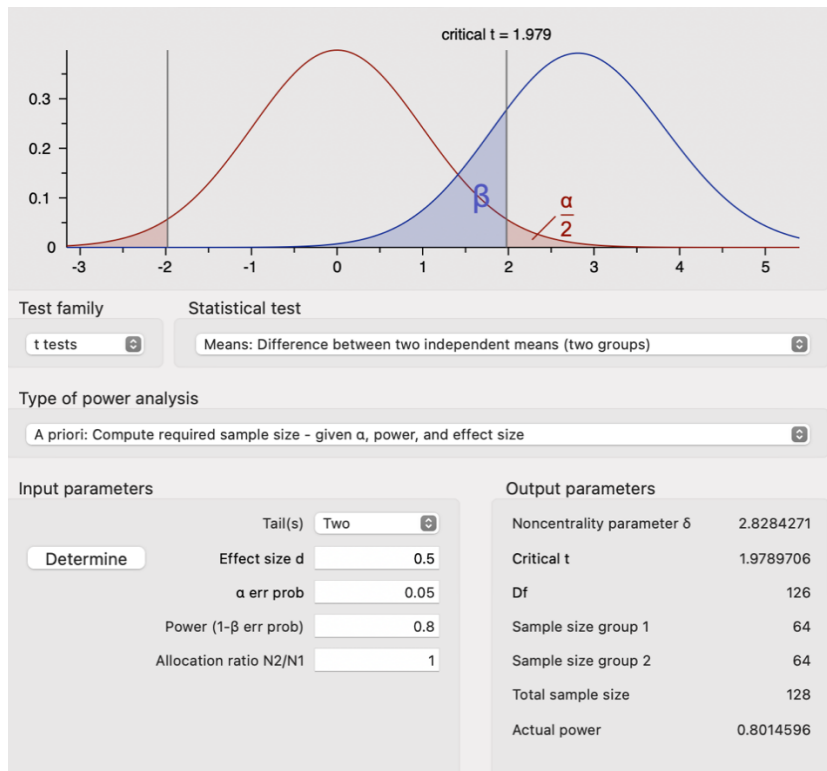 critical t = 1.979
0.3
0.2
0.1
0
β
α
2
-3 -2 -1 0 1 2 3 4 5
Test family Statistical test
t tests Means: Difference between two independent means (two groups)
Type of power analysis
A priori: Compute required sample size - given α, power, and effect size
Input parameters Output parameters
Tail(s) Two Noncentrality parameter δ 2.8284271
Determine Effect size d 0.5 Critical t 1.9789706
α err prob 0.05 Df 126
Power (1-β err prob) 0.8 Sample size group 1 64
Allocation ratio N2/N1 1 Sample size group 2 64
Total sample size 128
Actual power 0.8014596